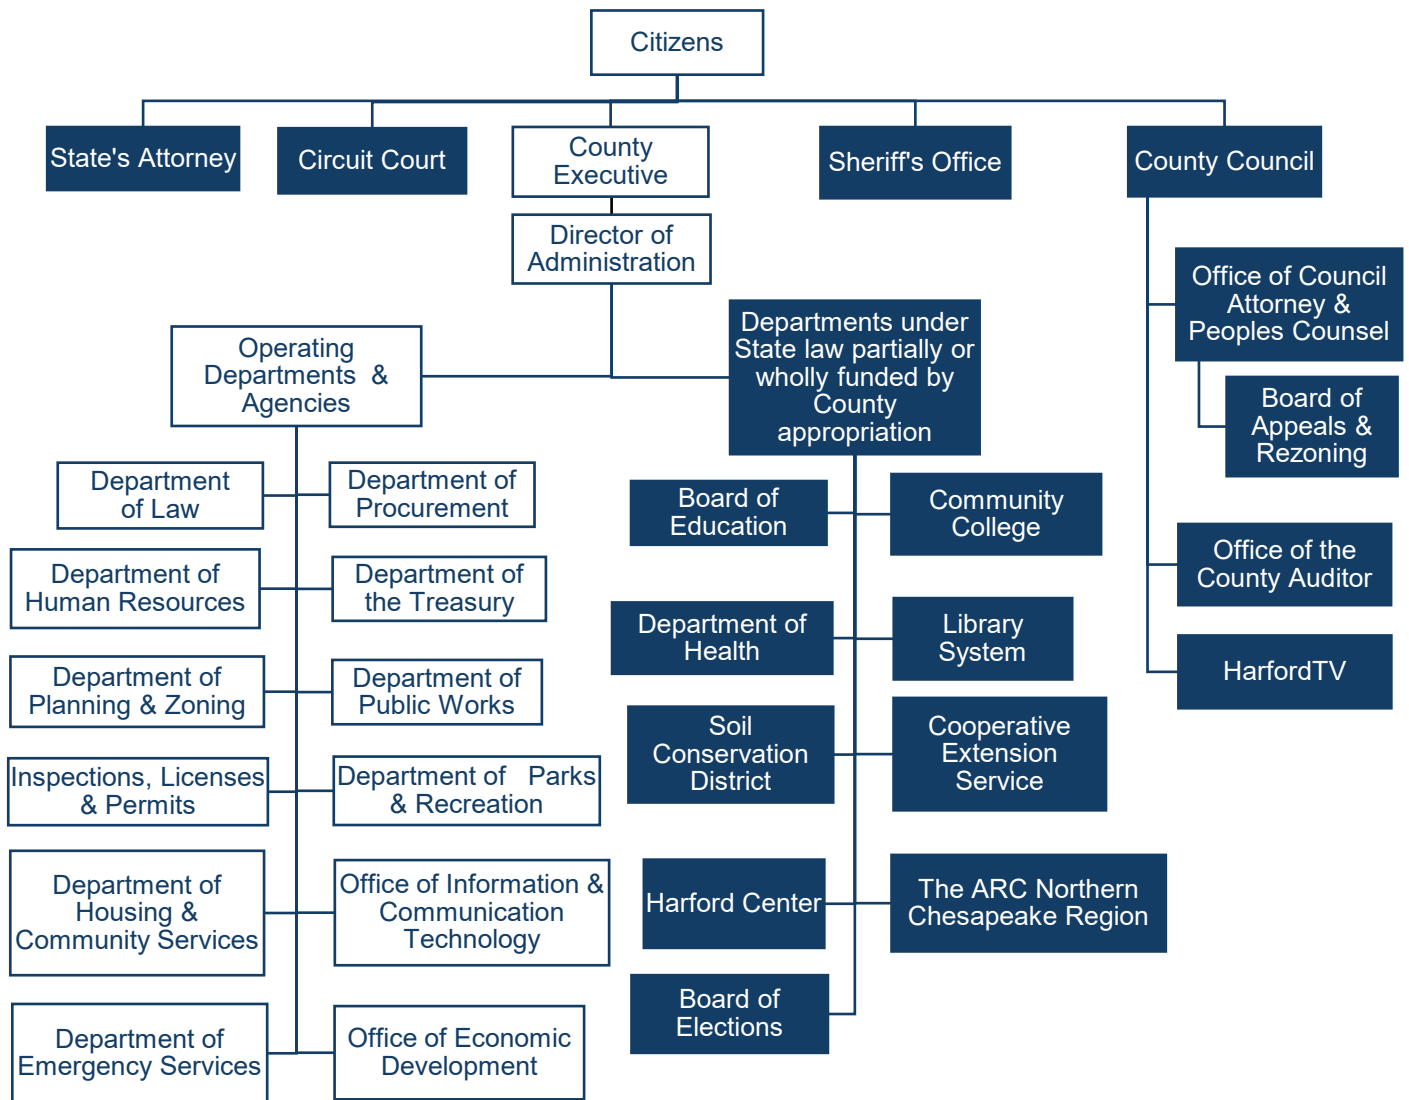 Citizens
State's Attorney
Circuit Court
County
Executive
Sheriff's Office
County Council
Director of
Administration
Office of Council
Attorney &
Peoples Counsel
Board of
Appeals &
Rezoning
Office of the
County Auditor
HarfordTV
Operating
Departments &
Agencies
Department
of Law
Department of
Procurement
Department of
Human Resources
Department of
the Treasury
Department of
Planning & Zoning
Department of
Public Works
Inspections, Licenses
& Permits
Department of Parks
& Recreation
Department of
Housing &
Community Services
Office of Information &
Communication
Technology
Department of
Emergency Services
Office of Economic
Development
Departments under
State law partially or
wholly funded by
County
appropriation
Board of
Education
Community
College
Department of
Health
Library
System
Soil
Conservation
District
Cooperative
Extension
Service
Harford Center
The ARC Northern
Chesapeake Region
Board of
Elections